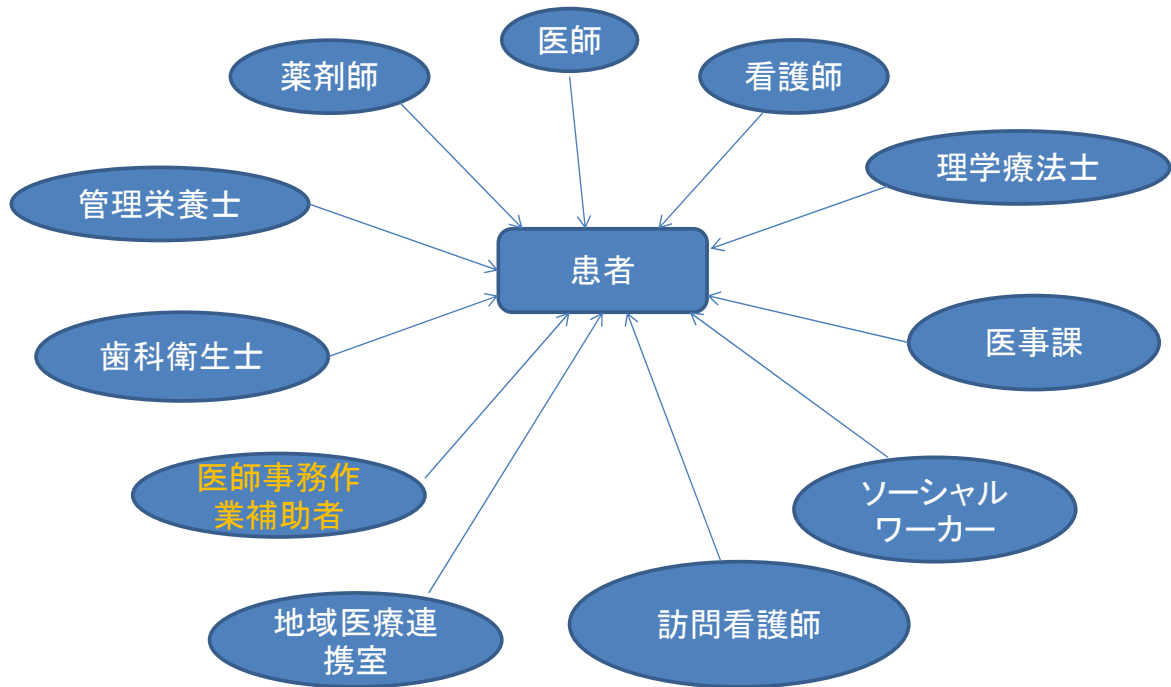 医師
薬剤師
看護師
理学療法士
管理栄養士
患者
歯科衛生士
医事課
医師事務作
業補助者
ソーシャル
ワーカー
地域医療連
携室
訪問看護師